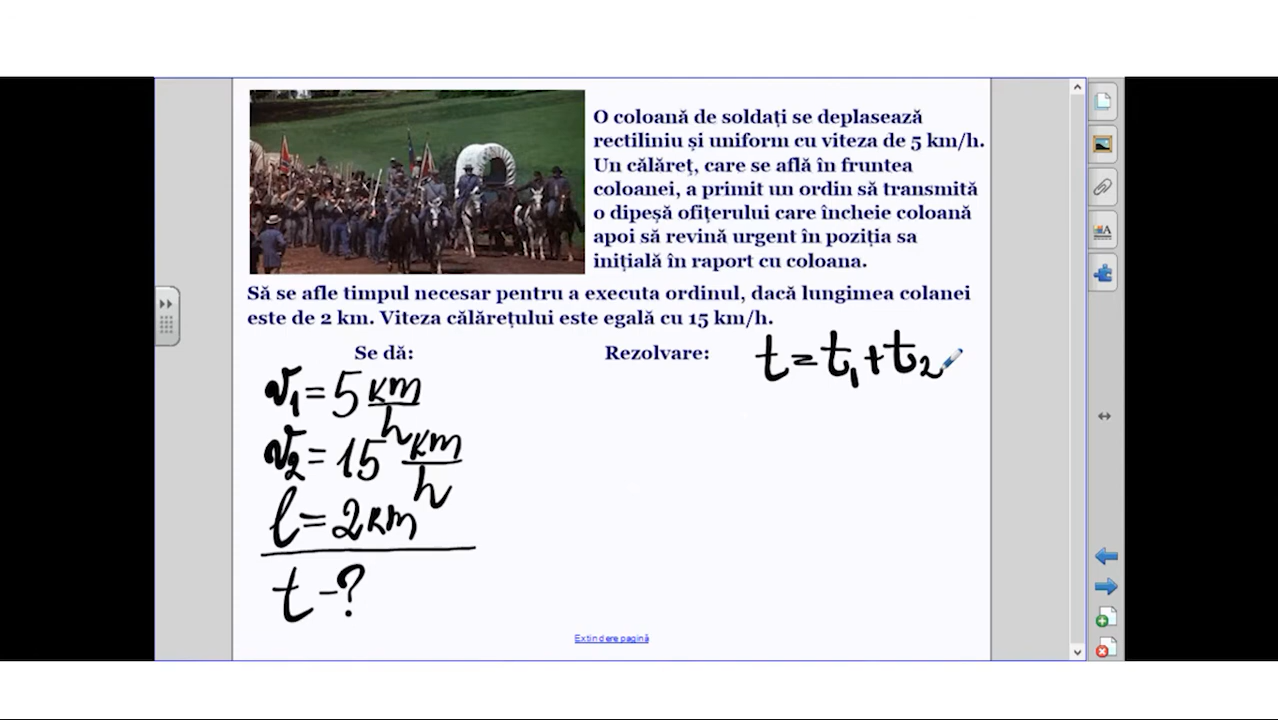 O coloană de soldați se deplasează
rectiliniu și uniform cu viteza de 5 km/h.
Un călăreț, care se află în fruntea
coloanei, a primit un ordin să transmită
o dipeșă ofițerului care încheie coloană
apoi să revină urgent în poziția sa
inițială în raport cu coloana.
Să se afle timpul necesar pentru a executa ordinul, dacă lungimea colanei
este de 2 km. Viteza călărețului este egală cu 15 km/h.
Se dă:
Rezolvare:
t = t₁ + t₂
v₁ = 5 km/h
v₂ = 15 km/h
l = 2 km
t - ?
Extindere pagină